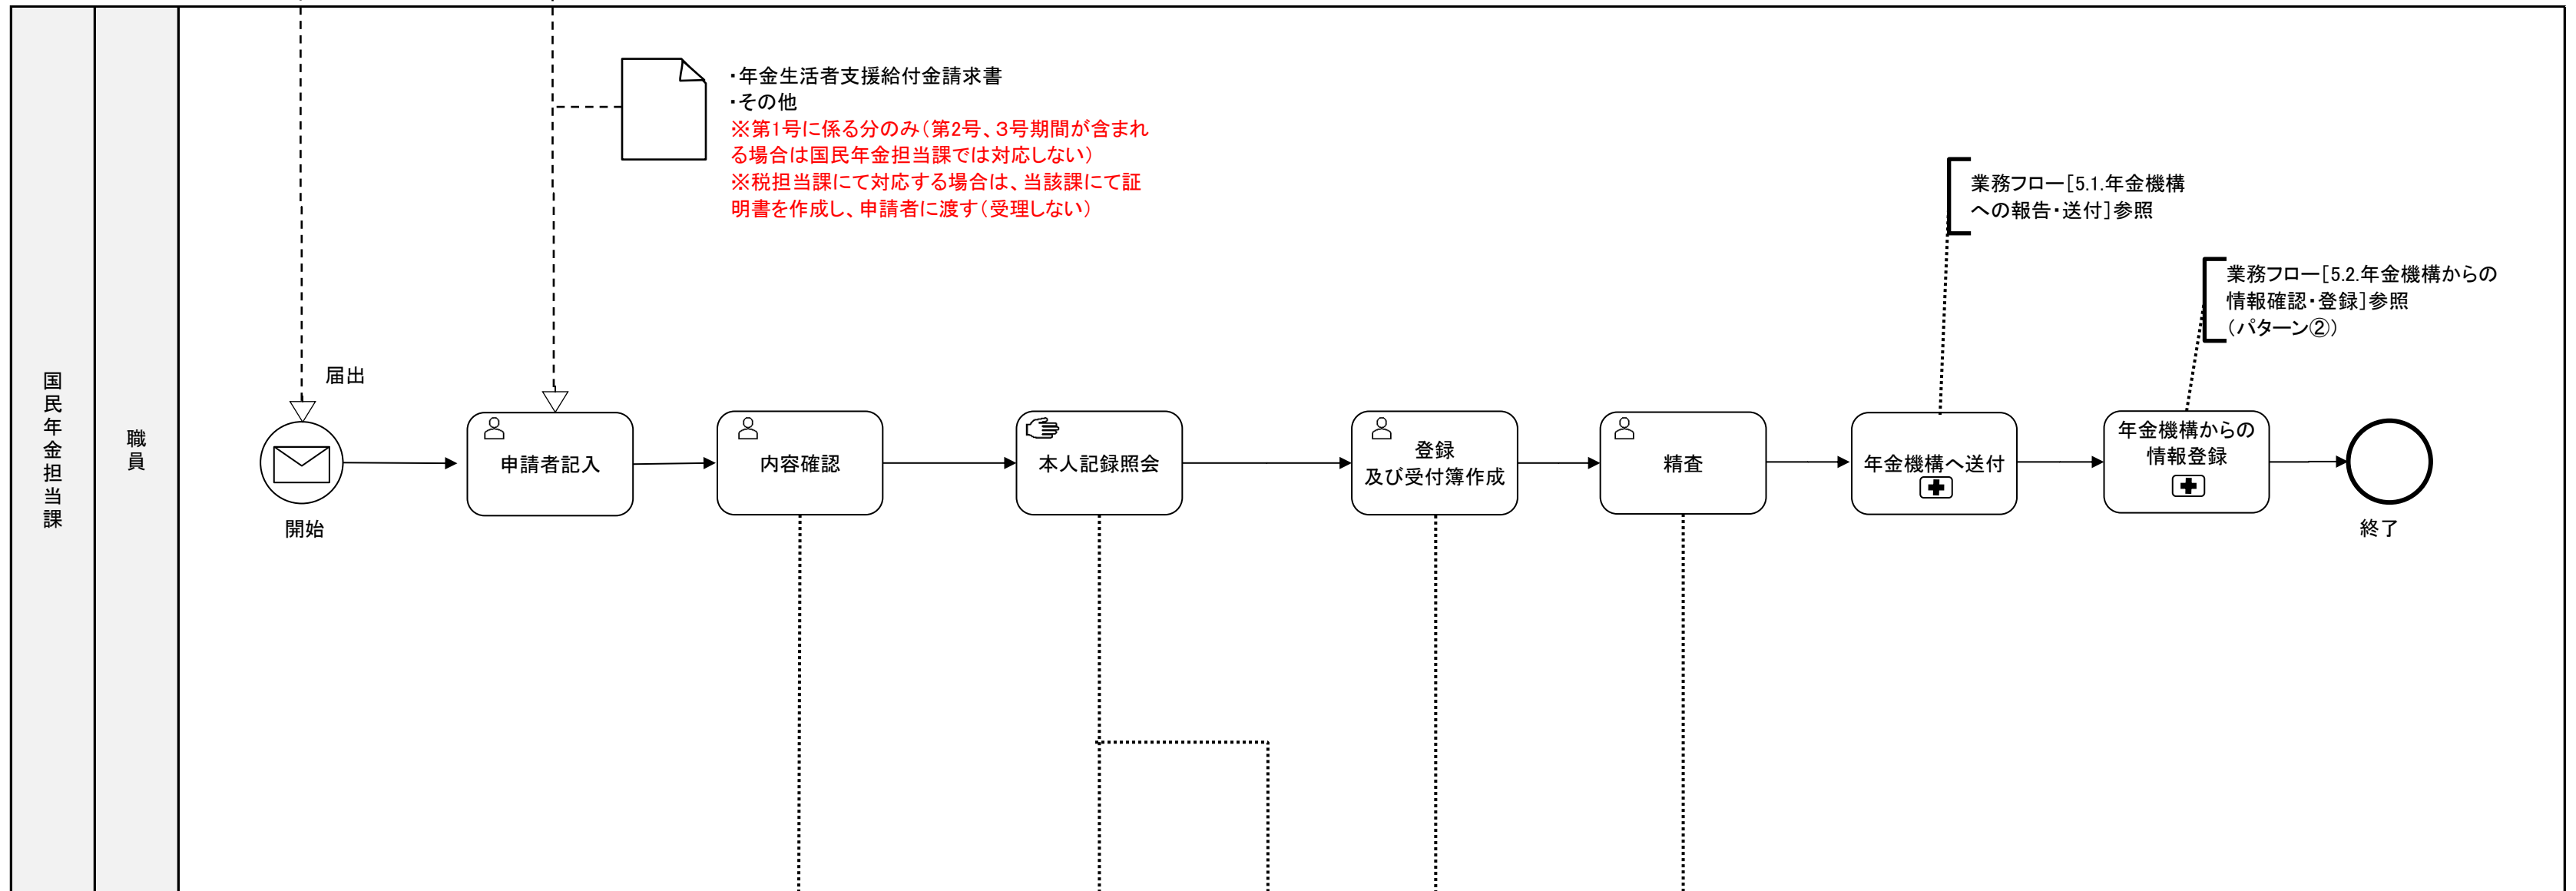 国民年金担当課
職員
・年金生活者支援給付金請求書
・その他
※第1号に係る分のみ（第2号、3号期間が含まれ
る場合は国民年金担当課では対応しない）
※税担当課にて対応する場合は、当該課にて証
明書を作成し、申請者に渡す（受理しない）
業務フロー[5.1.年金機構
への報告・送付]参照
業務フロー[5.2.年金機構からの
情報確認・登録]参照
（パターン②）
届出
開始
申請者記入
内容確認
本人記録照会
登録
及び受付簿作成
精査
年金機構へ送付
年金機構からの
情報登録
終了